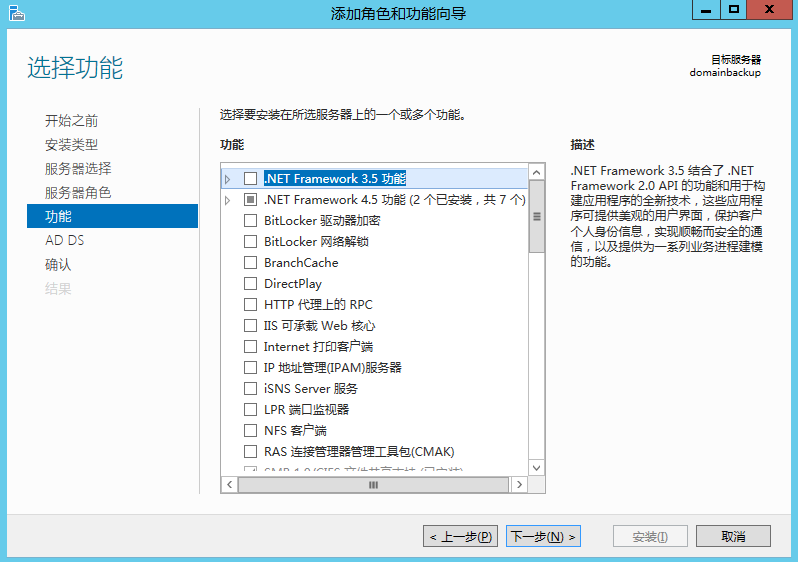 添加角色和功能向导
选择功能
目标服务器
domainbackup
开始之前
安装类型
服务器选择
服务器角色
功能
AD DS
确认
结果
选择要安装在所选服务器上的一个或多个功能。
功能
.NET Framework 3.5 功能
.NET Framework 4.5 功能 (2 个已安装，共 7 个)
BitLocker 驱动器加密
BitLocker 网络解锁
BranchCache
DirectPlay
HTTP 代理上的 RPC
IIS 可承载 Web 核心
Internet 打印客户端
IP 地址管理(IPAM)服务器
iSNS Server 服务
LPR 端口监视器
NFS 客户端
RAS 连接管理器管理工具包(CMAK)
SMB 1.0/CIFS 文件共享支持 (已安装)
描述
.NET Framework 3.5 结合了 .NET
Framework 2.0 API 的功能和用于构
建应用程序的全新技术，这些应用程
序可提供美观的用户界面，保护客户
个人身份信息，实现顺畅而安全的通
信，以及提供为一系列业务进程建模
的功能。
< 上一步(P)
下一步(N) >
安装(I)
取消